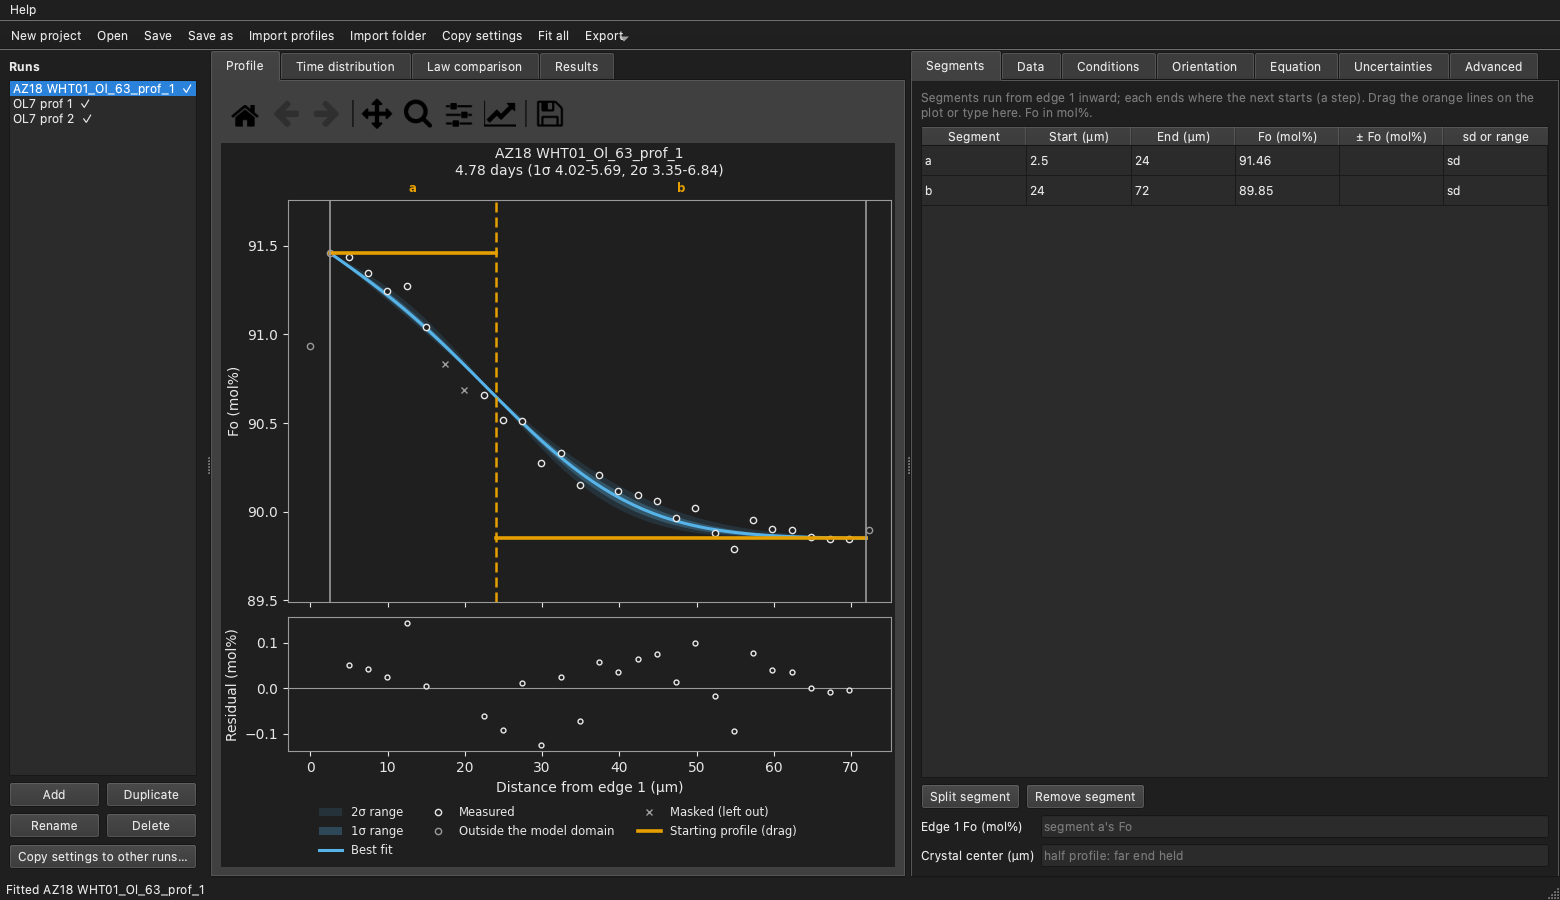 Help
New project Open Save Save as Import profiles Import folder Copy settings Fit all Export
Runs
AZ18 WHT01_Ol_63_prof_1 ✓
OL7 prof 1 ✓
OL7 prof 2 ✓
Add Duplicate
Rename Delete
Copy settings to other runs...
Profile Time distribution Law comparison Results
AZ18 WHT01_Ol_63_prof_1
4.78 days (1σ 4.02-5.69, 2σ 3.35-6.84)
a b
91.5
91.0
90.5
90.0
89.5
Fo (mol%)
0.1
0.0
−0.1
Residual (mol%)
0 10 20 30 40 50 60 70
Distance from edge 1 (µm)
2σ range Measured Masked (left out)
1σ range Outside the model domain Starting profile (drag)
Best fit
Segments Data Conditions Orientation Equation Uncertainties Advanced
Segments run from edge 1 inward; each ends where the next starts (a step). Drag the orange lines on the
plot or type here. Fo in mol%.
Segment Start (µm) End (µm) Fo (mol%) ± Fo (mol%) sd or range
a 2.5 24 91.46 sd
b 24 72 89.85 sd
Split segment Remove segment
Edge 1 Fo (mol%) segment a's Fo
Crystal center (µm) half profile: far end held
Fitted AZ18 WHT01_Ol_63_prof_1